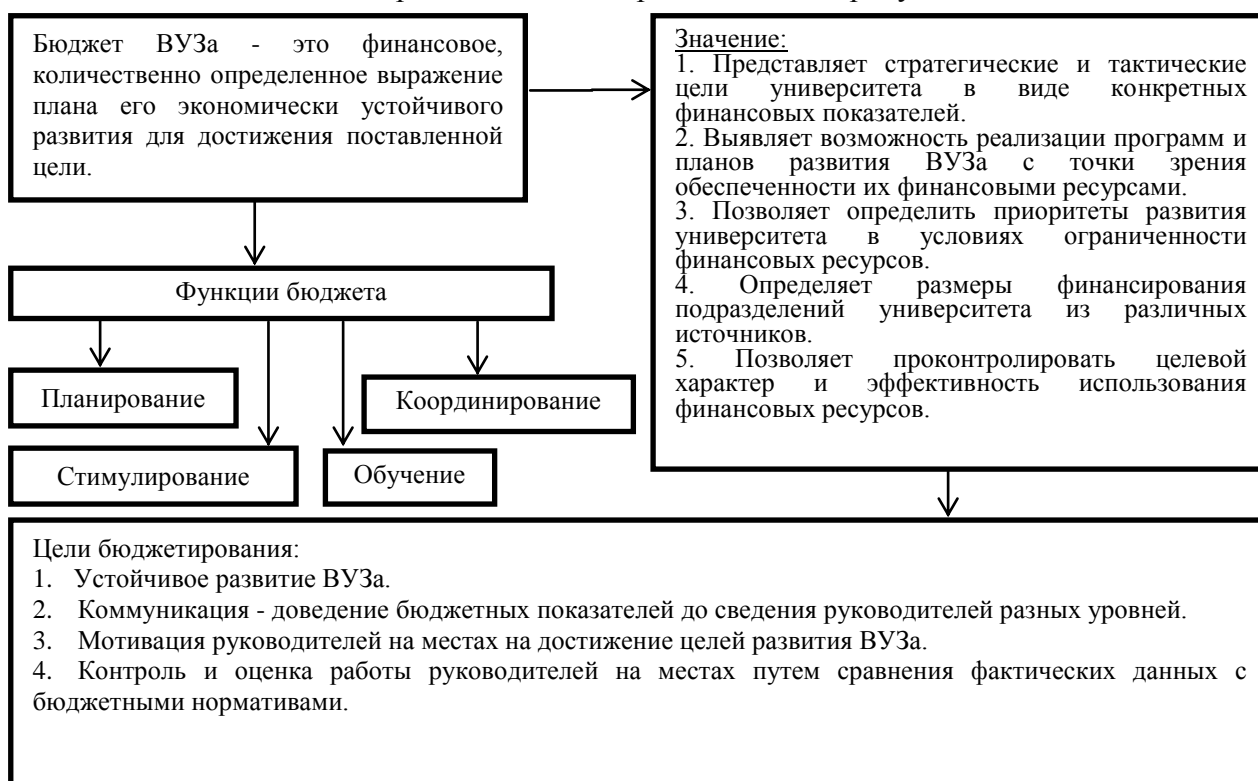 Бюджет ВУЗа - это финансовое,
количественно определенное выражение
плана его экономически устойчивого
развития для достижения поставленной
цели.
Значение:
1. Представляет стратегические и тактические
цели университета в виде конкретных
финансовых показателей.
2. Выявляет возможность реализации программ и
планов развития ВУЗа с точки зрения
обеспеченности их финансовыми ресурсами.
3. Позволяет определить приоритеты развития
университета в условиях ограниченности
финансовых ресурсов.
4. Определяет размеры финансирования
подразделений университета из различных
источников.
5. Позволяет проконтролировать целевой
характер и эффективность использования
финансовых ресурсов.
Функции бюджета
Планирование
Координирование
Стимулирование
Обучение
Цели бюджетирования:
1. Устойчивое развитие ВУЗа.
2. Коммуникация - доведение бюджетных показателей до сведения руководителей разных уровней.
3. Мотивация руководителей на местах на достижение целей развития ВУЗа.
4. Контроль и оценка работы руководителей на местах путем сравнения фактических данных с
бюджетными нормативами.